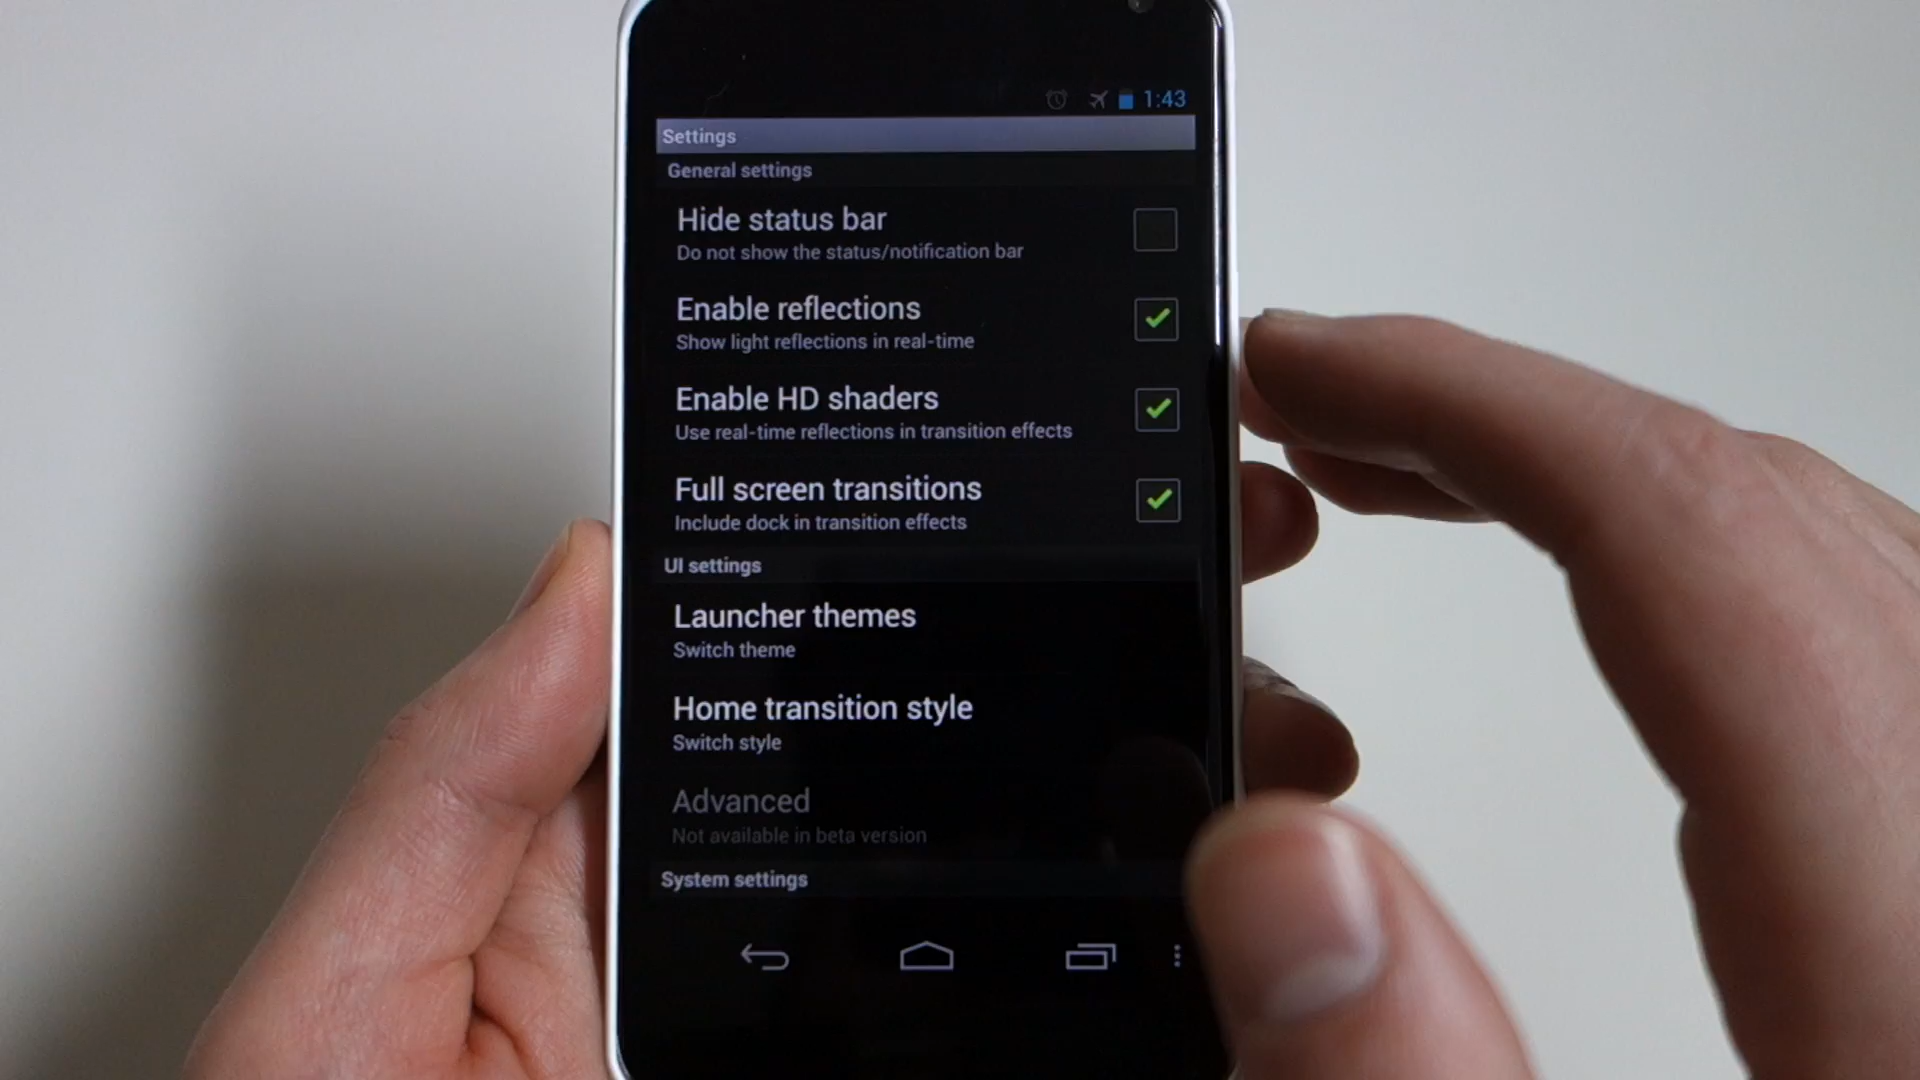 1:43
Settings
General settings
Hide status bar
Do not show the status/notification bar
Enable reflections
Show light reflections in real-time
Enable HD shaders
Use real-time reflections in transition effects
Full screen transitions
Include dock in transition effects
UI settings
Launcher themes
Switch theme
Home transition style
Switch style
Advanced
Not available in beta version
System settings